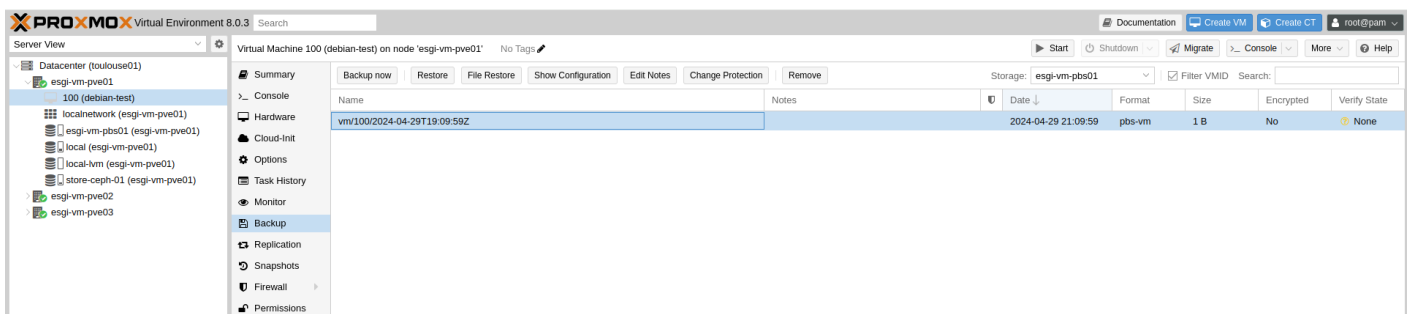 PROXMOX Virtual Environment 8.0.3 Search Documentation Create VM Create CT root@pam
Server View
Virtual Machine 100 (debian-test) on node 'esgi-vm-pve01' No Tags Start Shutdown Migrate >_ Console More Help
Datacenter (toulouse01)
esgi-vm-pve01
100 (debian-test)
localnetwork (esgi-vm-pve01)
esgi-vm-pbs01 (esgi-vm-pve01)
local (esgi-vm-pve01)
local-lvm (esgi-vm-pve01)
store-ceph-01 (esgi-vm-pve01)
esgi-vm-pve02
esgi-vm-pve03
Summary
>_ Console
Hardware
Cloud-Init
Options
Task History
Monitor
Backup
Replication
Snapshots
Firewall
Permissions
Backup now Restore File Restore Show Configuration Edit Notes Change Protection Remove Storage: esgi-vm-pbs01 Filter VMID Search:
Name Notes Date Format Size Encrypted Verify State
vm/100/2024-04-29T19:09:59Z 2024-04-29 21:09:59 pbs-vm 1 B No None